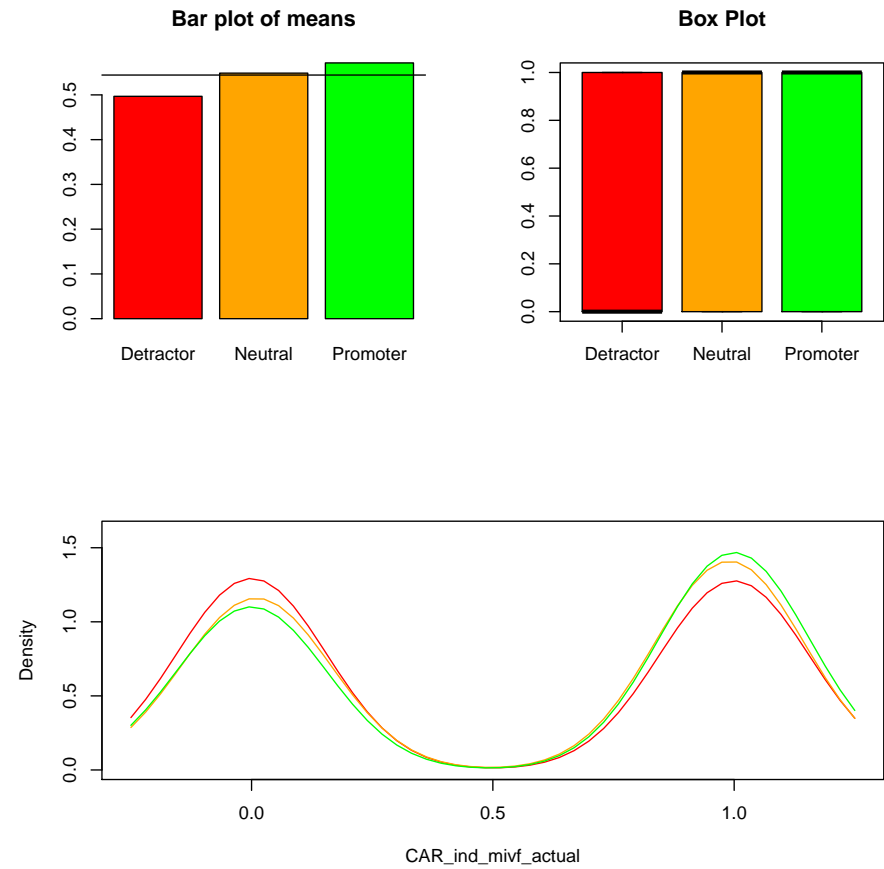 Bar plot of means
0.0 0.1 0.2 0.3 0.4 0.5
Detractor Neutral Promoter
Box Plot
0.0 0.2 0.4 0.6 0.8 1.0
Detractor Neutral Promoter
Density
0.0 0.5 1.0 1.5
0.0 0.5 1.0
CAR_ind_mivf_actual